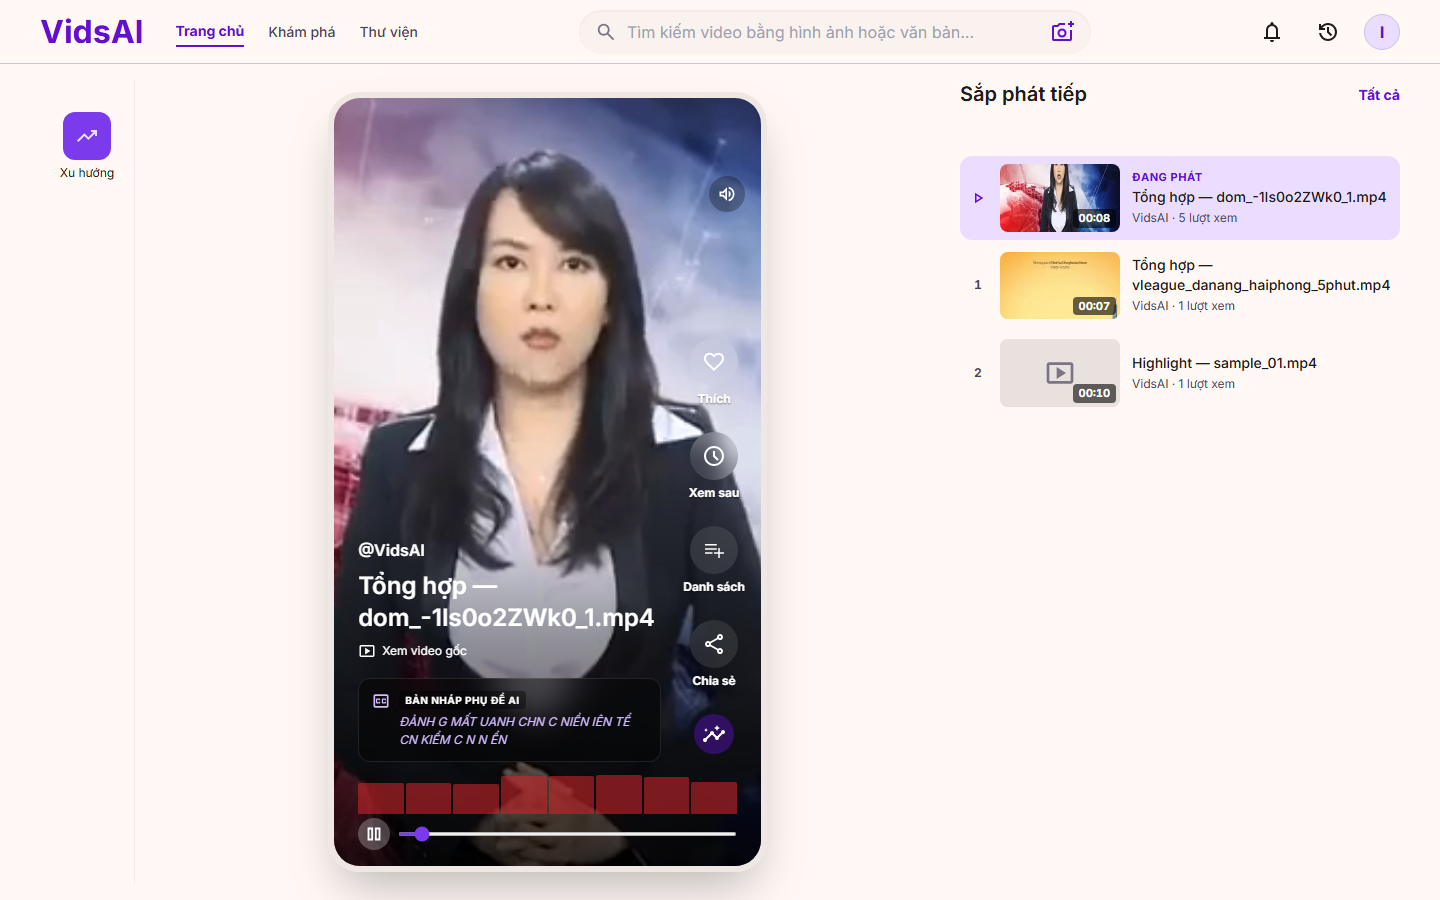 VidsAI
Trang chủ
Khám phá
Thư viện
Tìm kiếm video bằng hình ảnh hoặc văn bản...
I
Xu hướng
Thích
Xem sau
Danh sách
Chia sẻ
@VidsAI
Tổng hợp —
dom_-1Is0o2ZWk0_1.mp4
Xem video gốc
BẢN NHÁP PHỤ ĐỀ AI
ĐẢNH G MẤT UANH CHN C NIỀN IÊN TẾ
CN KIỂM C N N ỀN
Sắp phát tiếp
Tất cả
ĐANG PHÁT
Tổng hợp — dom_-1Is0o2ZWk0_1.mp4
VidsAI · 5 lượt xem
00:08
1
Tổng hợp —
vleague_danang_haiphong_5phut.mp4
VidsAI · 1 lượt xem
00:07
2
Highlight — sample_01.mp4
VidsAI · 1 lượt xem
00:10